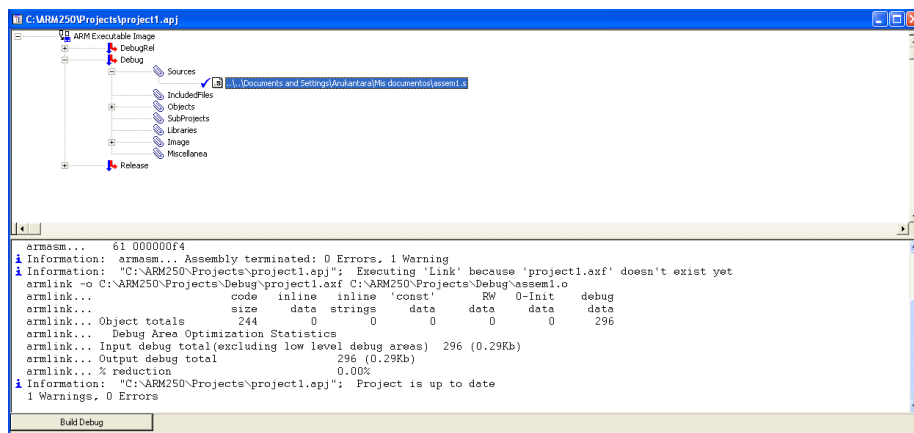 C:\ARM250\Projects\project1.apj
ARM Executable Image
DebugRel
Debug
Sources
..\..\Documents and Settings\Arukantara\Mis documentos\assem1.s
IncludedFiles
Objects
SubProjects
Libraries
Image
Miscellanea
Release
armasm... 61 000000f4
Information: armasm... Assembly terminated: 0 Errors, 1 Warning
Information: "C:\ARM250\Projects\project1.apj"; Executing 'Link' because 'project1.axf' doesn't exist yet
armlink -o C:\ARM250\Projects\Debug\project1.axf C:\ARM250\Projects\Debug\assem1.o
armlink... code inline inline 'const' RW 0-Init debug
armlink... size data strings data data data data
armlink... Object totals 244 0 0 0 0 0 296
armlink... Debug Area Optimization Statistics
armlink... Input debug total(excluding low level debug areas) 296 (0.29Kb)
armlink... Output debug total 296 (0.29Kb)
armlink... % reduction 0.00%
Information: "C:\ARM250\Projects\project1.apj"; Project is up to date
1 Warnings, 0 Errors
Build Debug